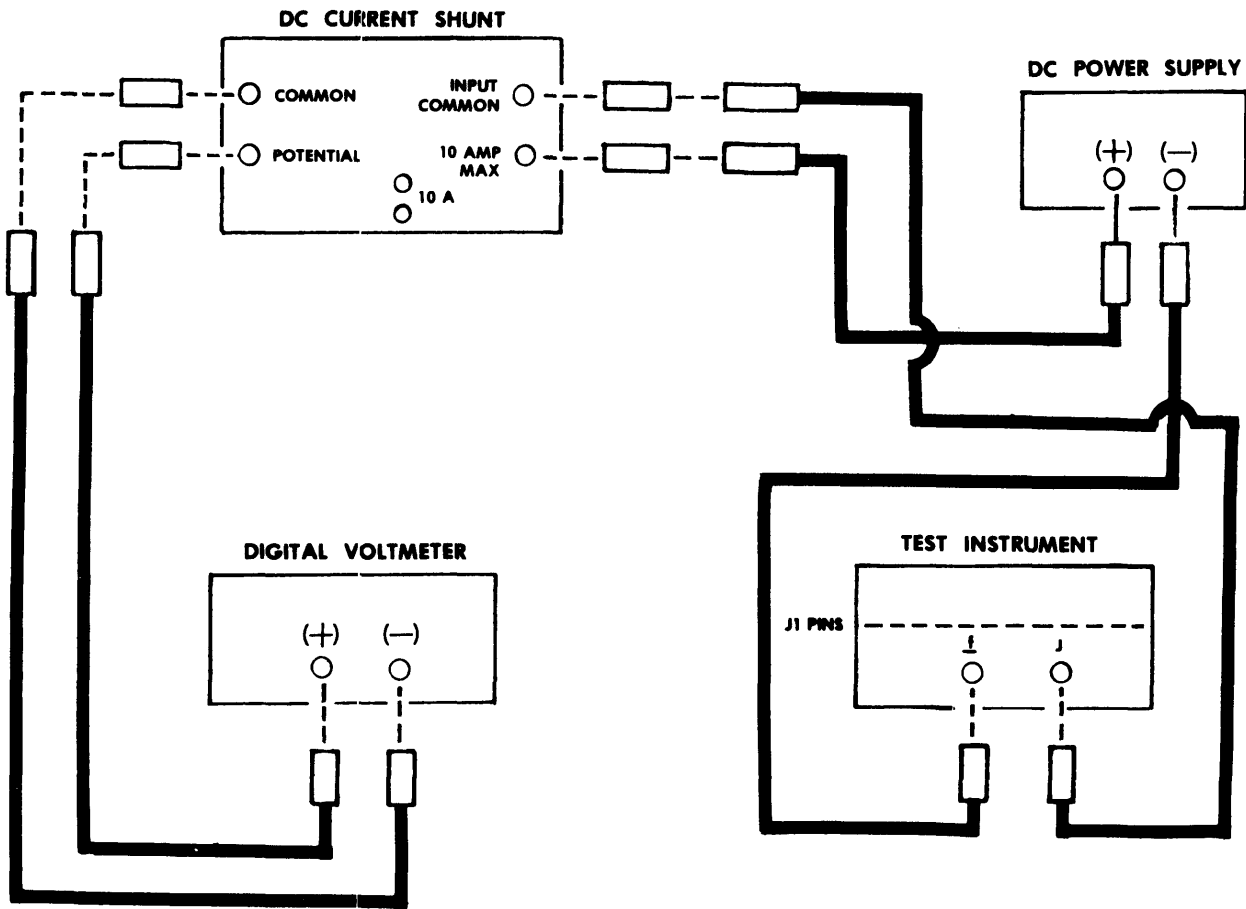 DC CURRENT SHUNT
COMMON
INPUT
COMMON
POTENTIAL
10 AMP
MAX
10 A
DC POWER SUPPLY
(+) (—)
DIGITAL VOLTMETER
(+) (—)
TEST INSTRUMENT
J1 PINS
f J